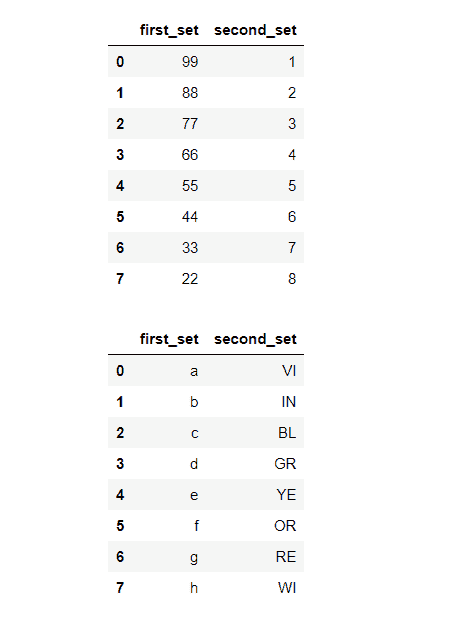 first_set second_set
0 99 1
1 88 2
2 77 3
3 66 4
4 55 5
5 44 6
6 33 7
7 22 8
first_set second_set
0 a VI
1 b IN
2 c BL
3 d GR
4 e YE
5 f OR
6 g RE
7 h WI